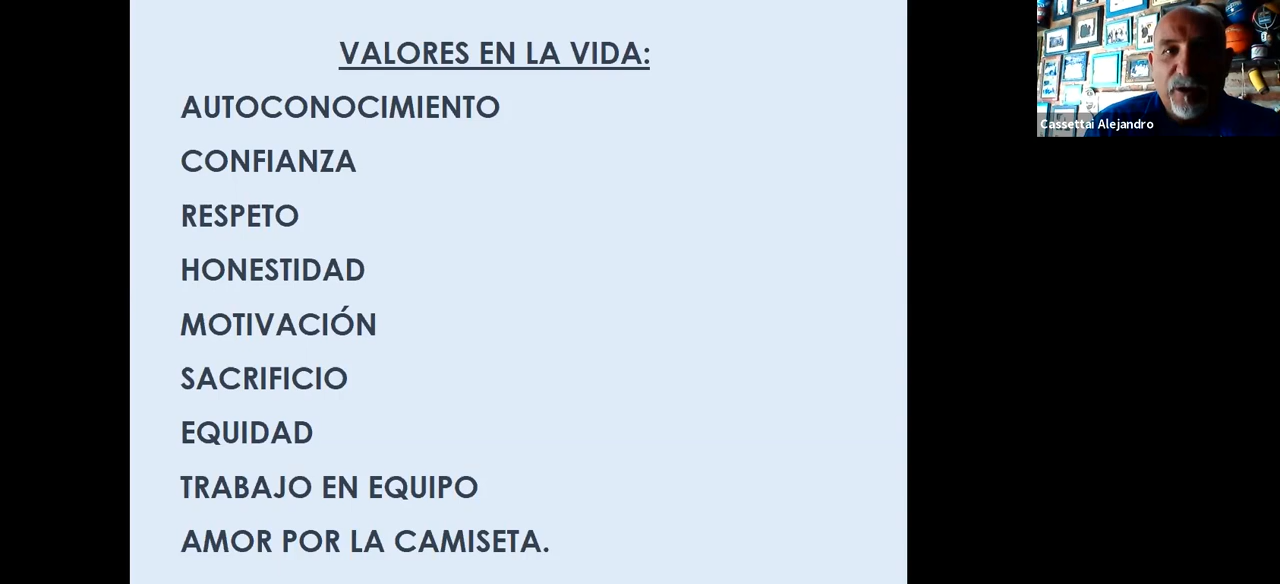 VALORES EN LA VIDA:
AUTOCONOCIMIENTO
CONFIANZA
RESPETO
HONESTIDAD
MOTIVACIÓN
SACRIFICIO
EQUIDAD
TRABAJO EN EQUIPO
AMOR POR LA CAMISETA.
Cassettai Alejandro